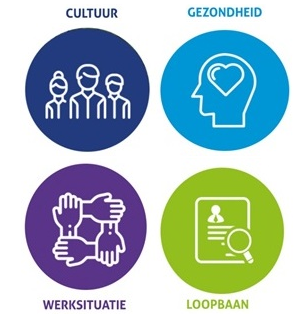 CULTUUR
GEZONDHEID
WERKSITUATIE
LOOPBAAN